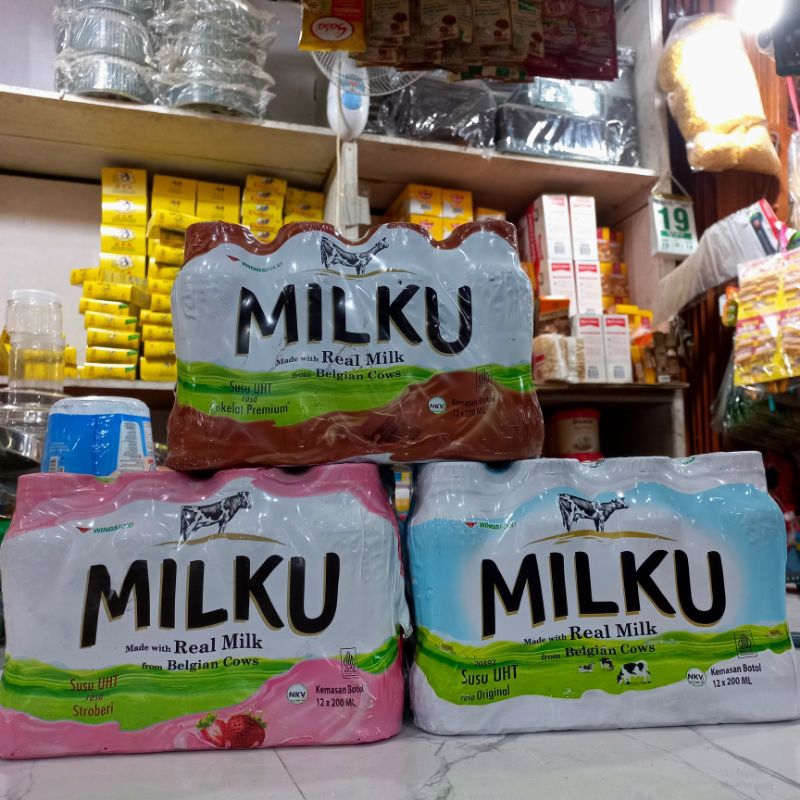 Sasa
19
WINGSFOOD
MILKU
Made with Real Milk
from Belgian Cows
Susu UHT
rasa
Cokelat Premium
NKV
Kemasan Botol
12 x 200 ML
WINGSFOOD
MILKU
Made with Real Milk
from Belgian Cows
Susu UHT
rasa
Stroberi
NKV
Kemasan Botol
12 x 200 ML
WINGSFOOD
MILKU
Made with Real Milk
from Belgian Cows
20392
Susu UHT
rasa Original
NKV
Kemasan Botol
12 x 200 ML